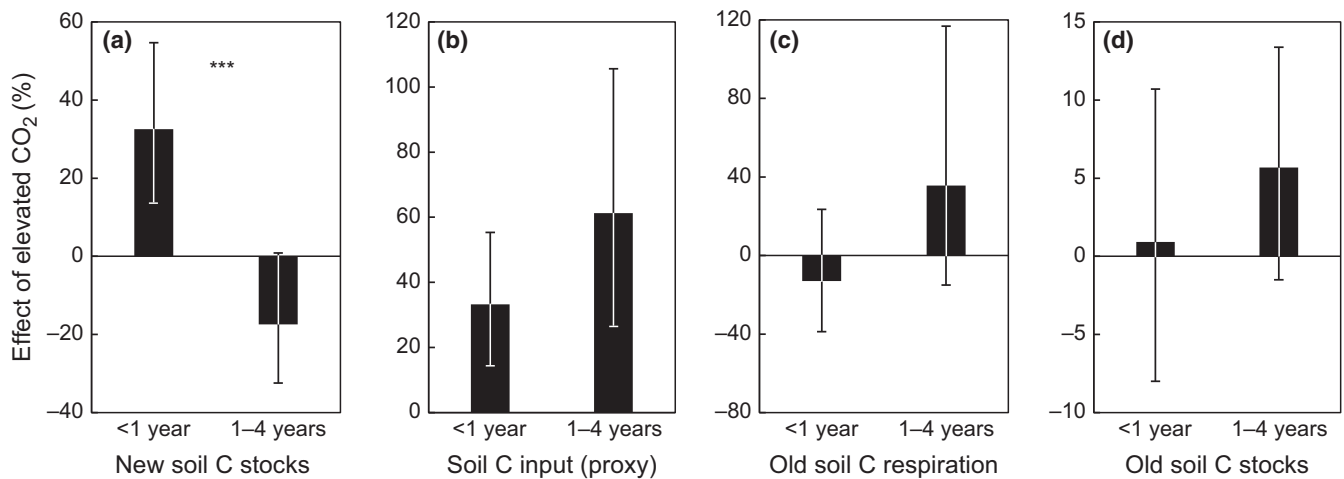 Effect of elevated CO₂ (%)
(a)
***
60
40
20
0
–20
–40
<1 year 1–4 years
New soil C stocks
(b)
120
100
80
60
40
20
0
<1 year 1–4 years
Soil C input (proxy)
(c)
120
80
40
0
–40
–80
<1 year 1–4 years
Old soil C respiration
(d)
15
10
5
0
–5
–10
<1 year 1–4 years
Old soil C stocks